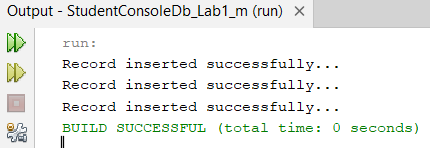 Output - StudentConsoleDb_Lab1_m (run) ×
run:
Record inserted successfully...
Record inserted successfully...
Record inserted successfully...
BUILD SUCCESSFUL (total time: 0 seconds)